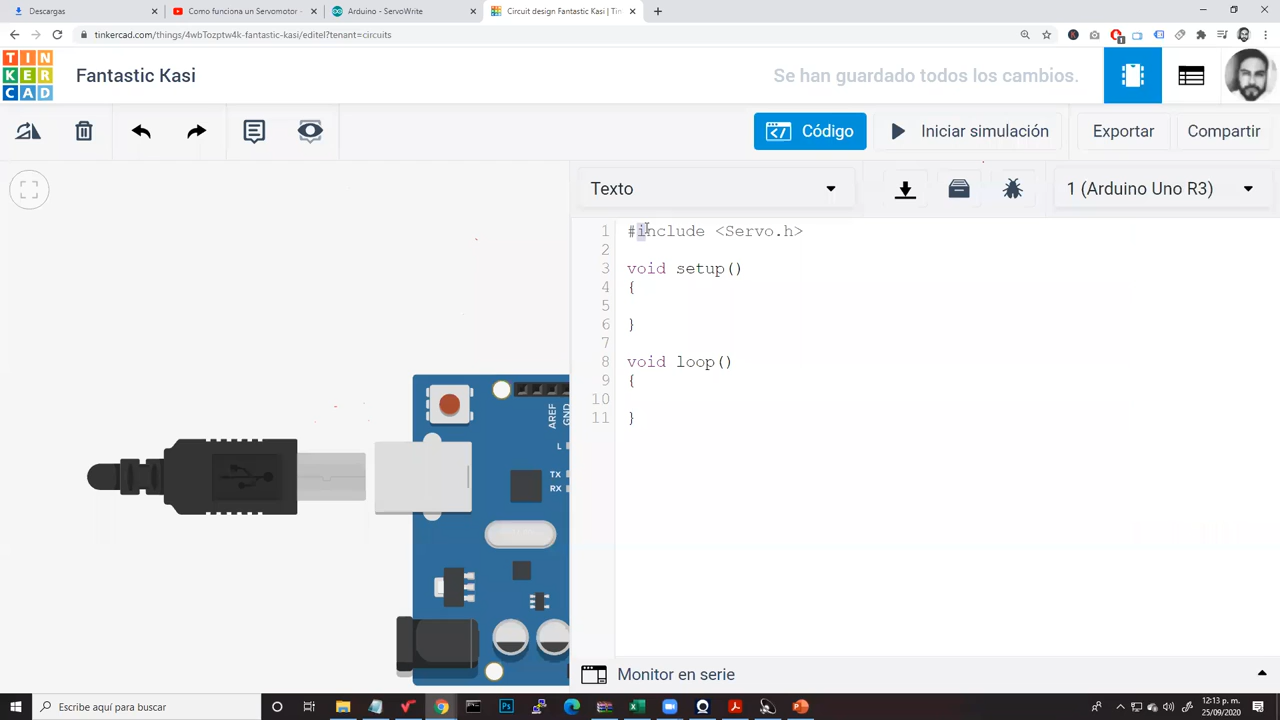 Descargas
Como funciona un Servomotor -
Arduino - ServoWrite
Circuit design Fantastic Kasi | Tin
tinkercad.com/things/4wbTozptw4k-fantastic-kasi/editel?tenant=circuits
TIN
KER
CAD
Fantastic Kasi
Se han guardado todos los cambios.
Código
Iniciar simulación
Exportar
Compartir
Texto
1 (Arduino Uno R3)
1 #include <Servo.h>
2
3 void setup()
4 {
5
6 }
7
8 void loop()
9 {
10
11 }
AREF
GND
L
TX
RX
Monitor en serie
Escribe aquí para buscar
12:13 p. m.
25/09/2020